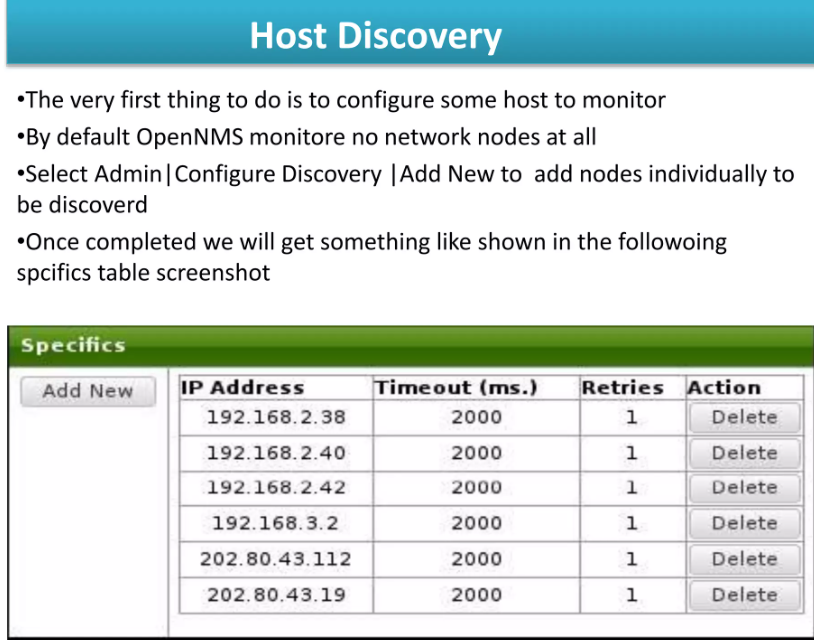 Host Discovery
•The very first thing to do is to configure some host to monitor
•By default OpenNMS monitore no network nodes at all
•Select Admin|Configure Discovery |Add New to  add nodes individually to
be discoverd
•Once completed we will get something like shown in the followoing
spcifics table screenshot
Specifics
Add New
IP Address Timeout (ms.) Retries Action
192.168.2.38 2000 1 Delete
192.168.2.40 2000 1 Delete
192.168.2.42 2000 1 Delete
192.168.3.2 2000 1 Delete
202.80.43.112 2000 1 Delete
202.80.43.19 2000 1 Delete